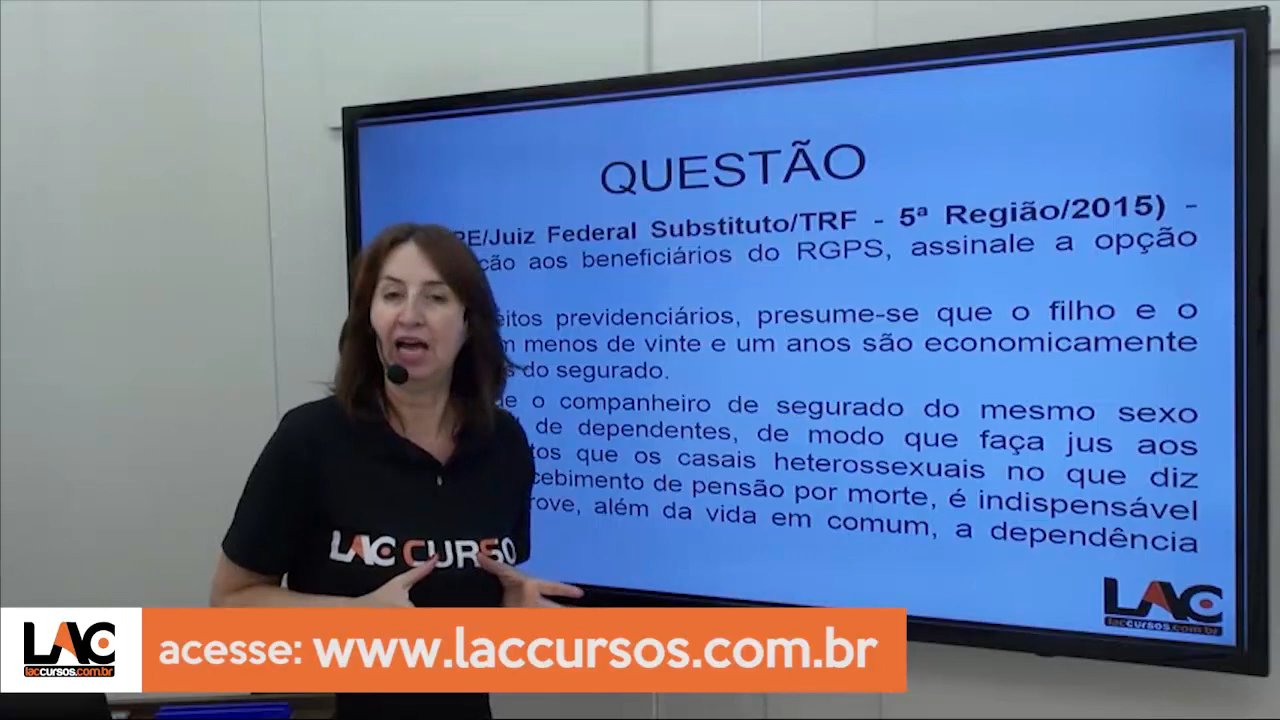 QUESTÃO
PE/Juiz Federal Substituto/TRF - 5ª Região/2015) -
ção aos beneficiários do RGPS, assinale a opção
eitos previdenciários, presume-se que o filho e o
m menos de vinte e um anos são economicamente
s do segurado.
e o companheiro de segurado do mesmo sexo
de dependentes, de modo que faça jus aos
tos que os casais heterossexuais no que diz
cebimento de pensão por morte, é indispensável
rove, além da vida em comum, a dependência
LAC
laccursos.com.br
LAC CURSO
LAC
laccursos.com.br
acesse: www.laccursos.com.br